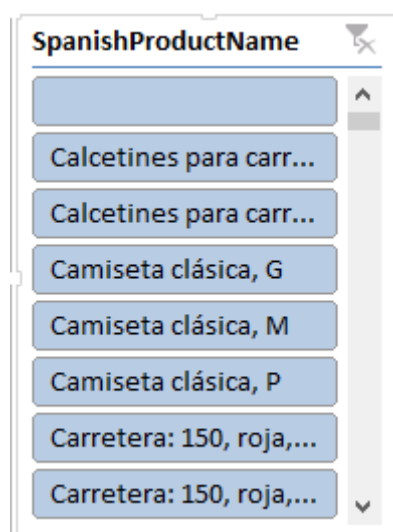 SpanishProductName
Calcetines para carr...
Calcetines para carr...
Camiseta clásica, G
Camiseta clásica, M
Camiseta clásica, P
Carretera: 150, roja,...
Carretera: 150, roja,...